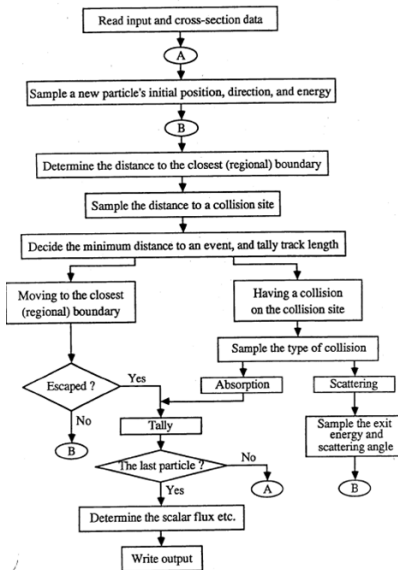 Read input and cross-section data
A
Sample a new particle's initial position, direction, and energy
B
Determine the distance to the closest (regional) boundary
Sample the distance to a collision site
Decide the minimum distance to an event, and tally track length
Moving to the closest
(regional) boundary
Having a collision
on the collision site
Sample the type of collision
Escaped ?
Yes
Absorption
Scattering
No
Tally
Sample the exit
energy and
scattering angle
B
The last particle ?
No
Yes
A
B
Determine the scalar flux etc.
Write output